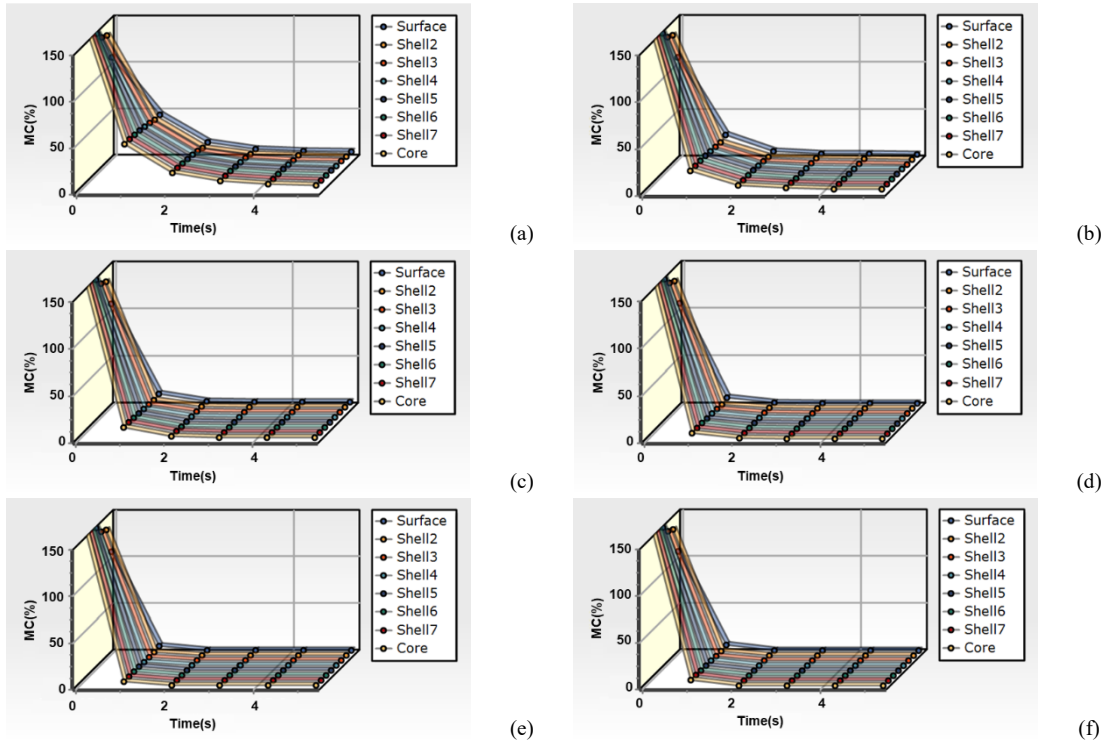 150
100
50
0
MC(%)
0 2 4
Time(s)
Surface
Shell2
Shell3
Shell4
Shell5
Shell6
Shell7
Core
(a)
150
100
50
0
MC(%)
0 2 4
Time(s)
Surface
Shell2
Shell3
Shell4
Shell5
Shell6
Shell7
Core
(b)
150
100
50
0
MC(%)
0 2 4
Time(s)
Surface
Shell2
Shell3
Shell4
Shell5
Shell6
Shell7
Core
(c)
150
100
50
0
MC(%)
0 2 4
Time(s)
Surface
Shell2
Shell3
Shell4
Shell5
Shell6
Shell7
Core
(d)
150
100
50
0
MC(%)
0 2 4
Time(s)
Surface
Shell2
Shell3
Shell4
Shell5
Shell6
Shell7
Core
(e)
150
100
50
0
MC(%)
0 2 4
Time(s)
Surface
Shell2
Shell3
Shell4
Shell5
Shell6
Shell7
Core
(f)